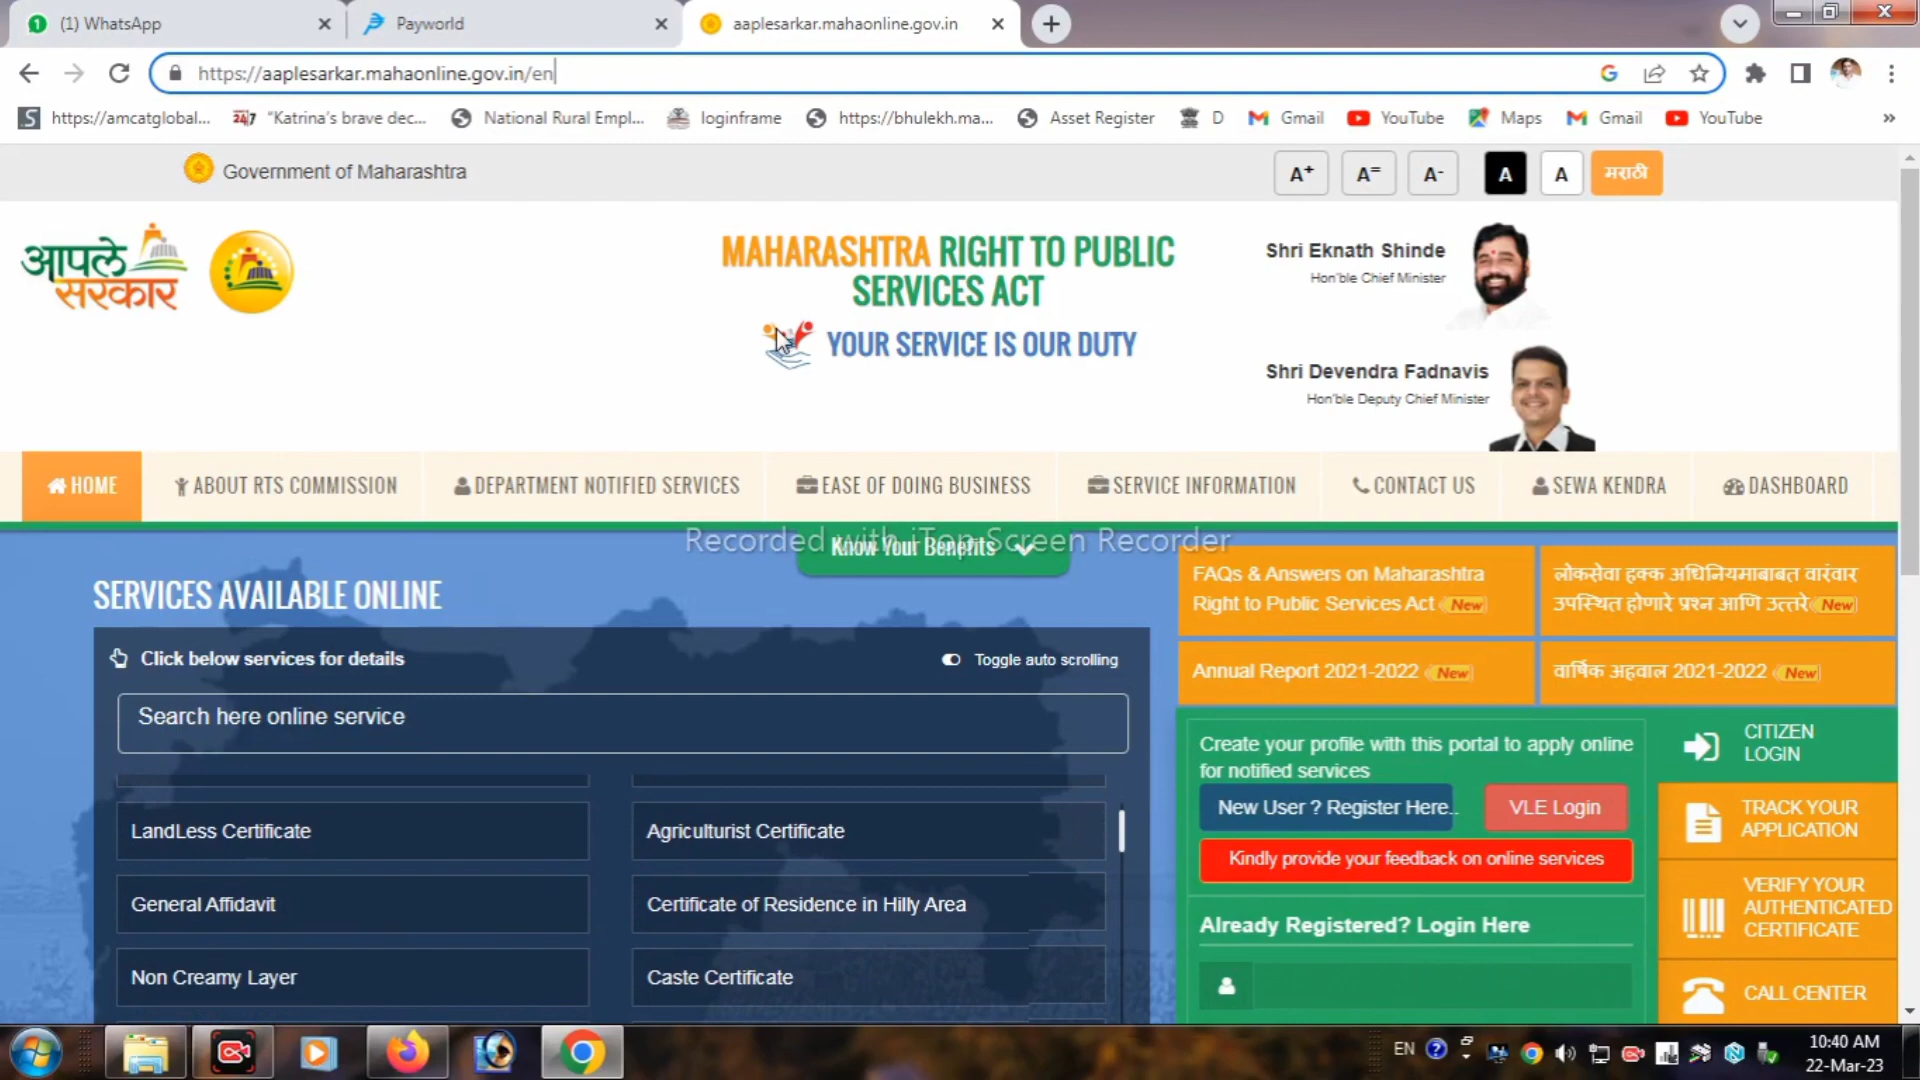 (1) WhatsApp
Payworld
aaplesarkar.mahaonline.gov.in
https://aaplesarkar.mahaonline.gov.in/en
https://amcatglobal...
24/7
"Katrina's brave dec...
National Rural Empl...
loginframe
https://bhulekh.ma...
Asset Register
D
Gmail
YouTube
Maps
Gmail
YouTube
»
Government of Maharashtra
A+
A=
A-
A
A
मराठी
आपले
सरकार
MAHARASHTRA RIGHT TO PUBLIC
SERVICES ACT
YOUR SERVICE IS OUR DUTY
Shri Eknath Shinde
Hon'ble Chief Minister
Shri Devendra Fadnavis
Hon'ble Deputy Chief Minister
HOME
ABOUT RTS COMMISSION
DEPARTMENT NOTIFIED SERVICES
EASE OF DOING BUSINESS
SERVICE INFORMATION
CONTACT US
SEWA KENDRA
DASHBOARD
Recorded with iTop Screen Recorder
Know Your Benefits
SERVICES AVAILABLE ONLINE
Click below services for details
Toggle auto scrolling
Search here online service
LandLess Certificate
Agriculturist Certificate
General Affidavit
Certificate of Residence in Hilly Area
Non Creamy Layer
Caste Certificate
FAQs & Answers on Maharashtra
Right to Public Services Act New
लोकसेवा हक्क अधिनियमाबाबत वारंवार
उपस्थित होणारे प्रश्न आणि उत्तरे New
Annual Report 2021-2022 New
वार्षिक अहवाल 2021-2022 New
Create your profile with this portal to apply online
for notified services
New User ? Register Here..
VLE Login
Kindly provide your feedback on online services
Already Registered? Login Here
CITIZEN
LOGIN
TRACK YOUR
APPLICATION
VERIFY YOUR
AUTHENTICATED
CERTIFICATE
CALL CENTER
EN
10:40 AM
22-Mar-23